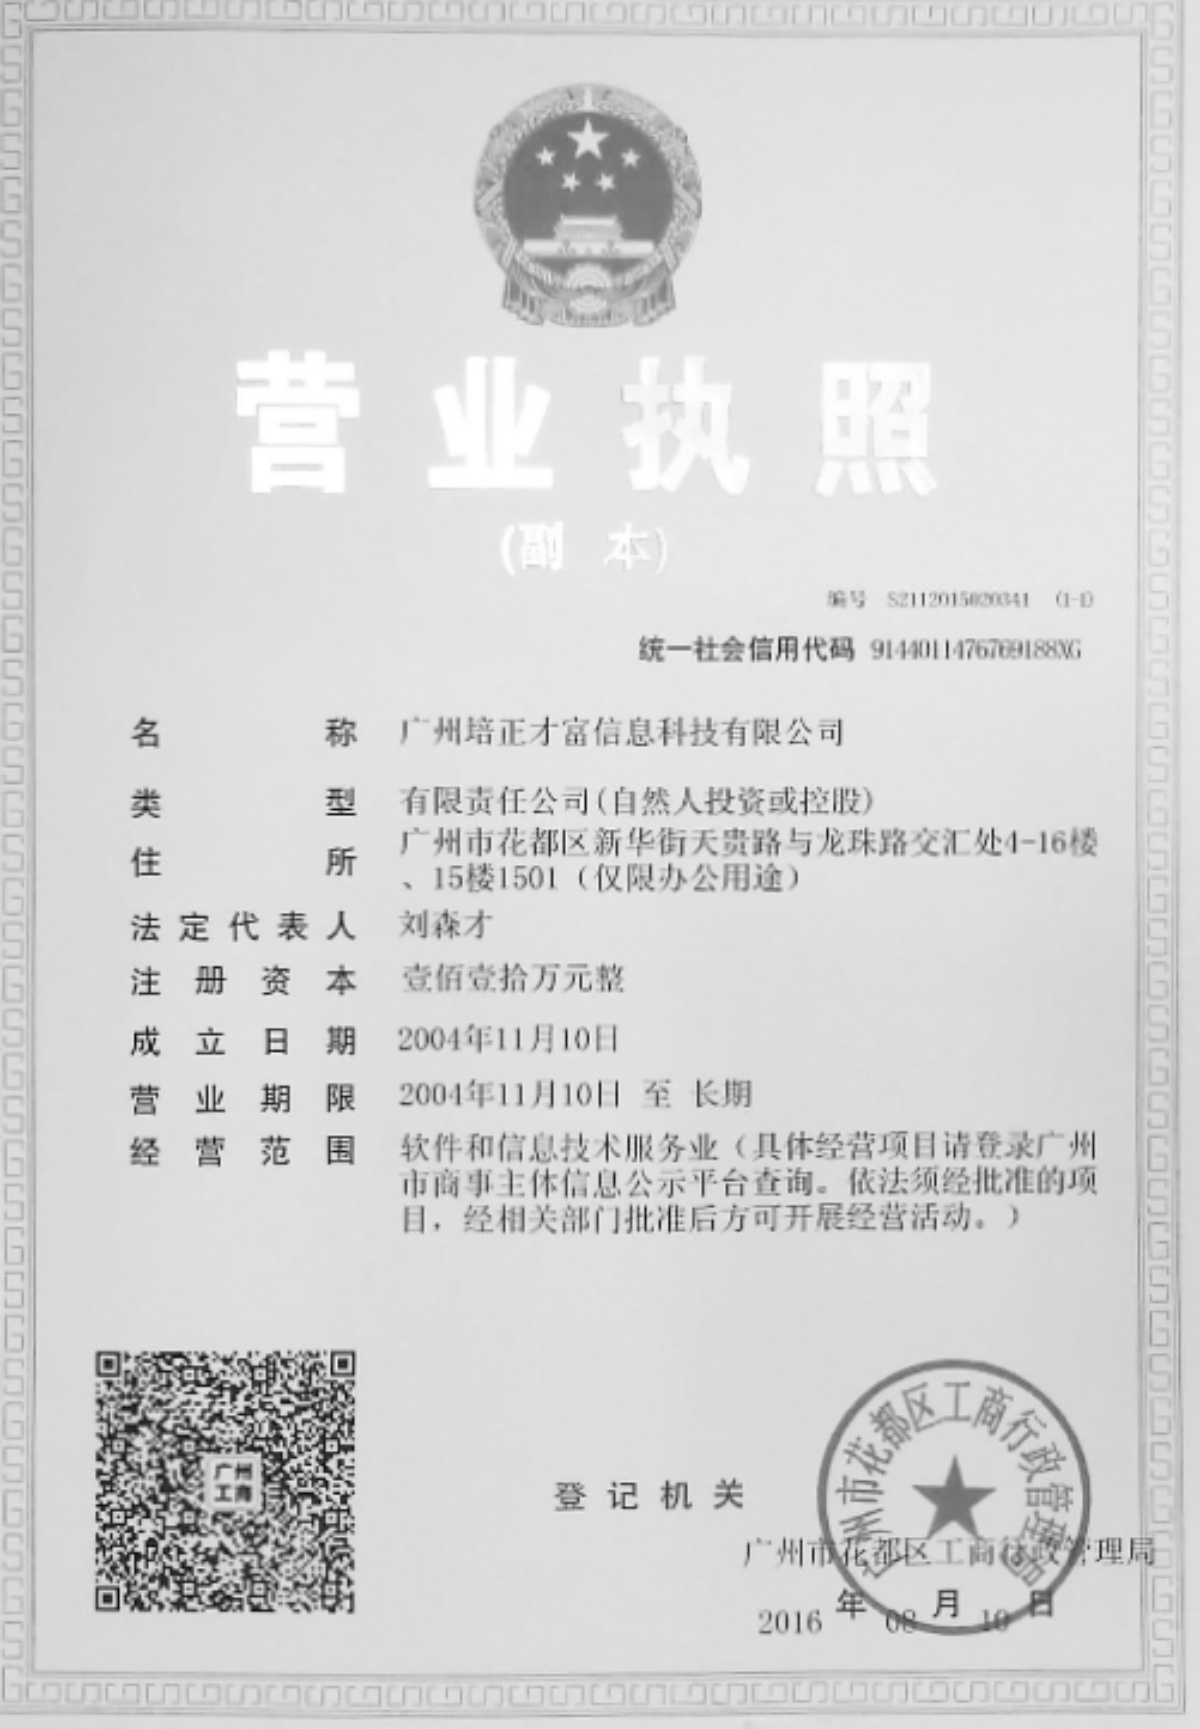 营业执照
(副 本)
编号 S2112015020341 (1-1)
统一社会信用代码 91440114767691​88XG
名称 广州培正才富信息科技有限公司
类型 有限责任公司(自然人投资或控股)
住所 广州市花都区新华街天贵路与龙珠路交汇处4-16楼
、15楼1501（仅限办公用途）
法定代表人 刘森才
注册资本 壹佰壹拾万元整
成立日期 2004年11月10日
营业期限 2004年11月10日 至 长期
经营范围 软件和信息技术服务业（具体经营项目请登录广州
市商事主体信息公示平台查询。依法须经批准的项
目，经相关部门批准后方可开展经营活动。）
广州
工商
登记机关
广州市花都区工商行政管理局
广州市花都区工商行政管理局
2016年08月10日